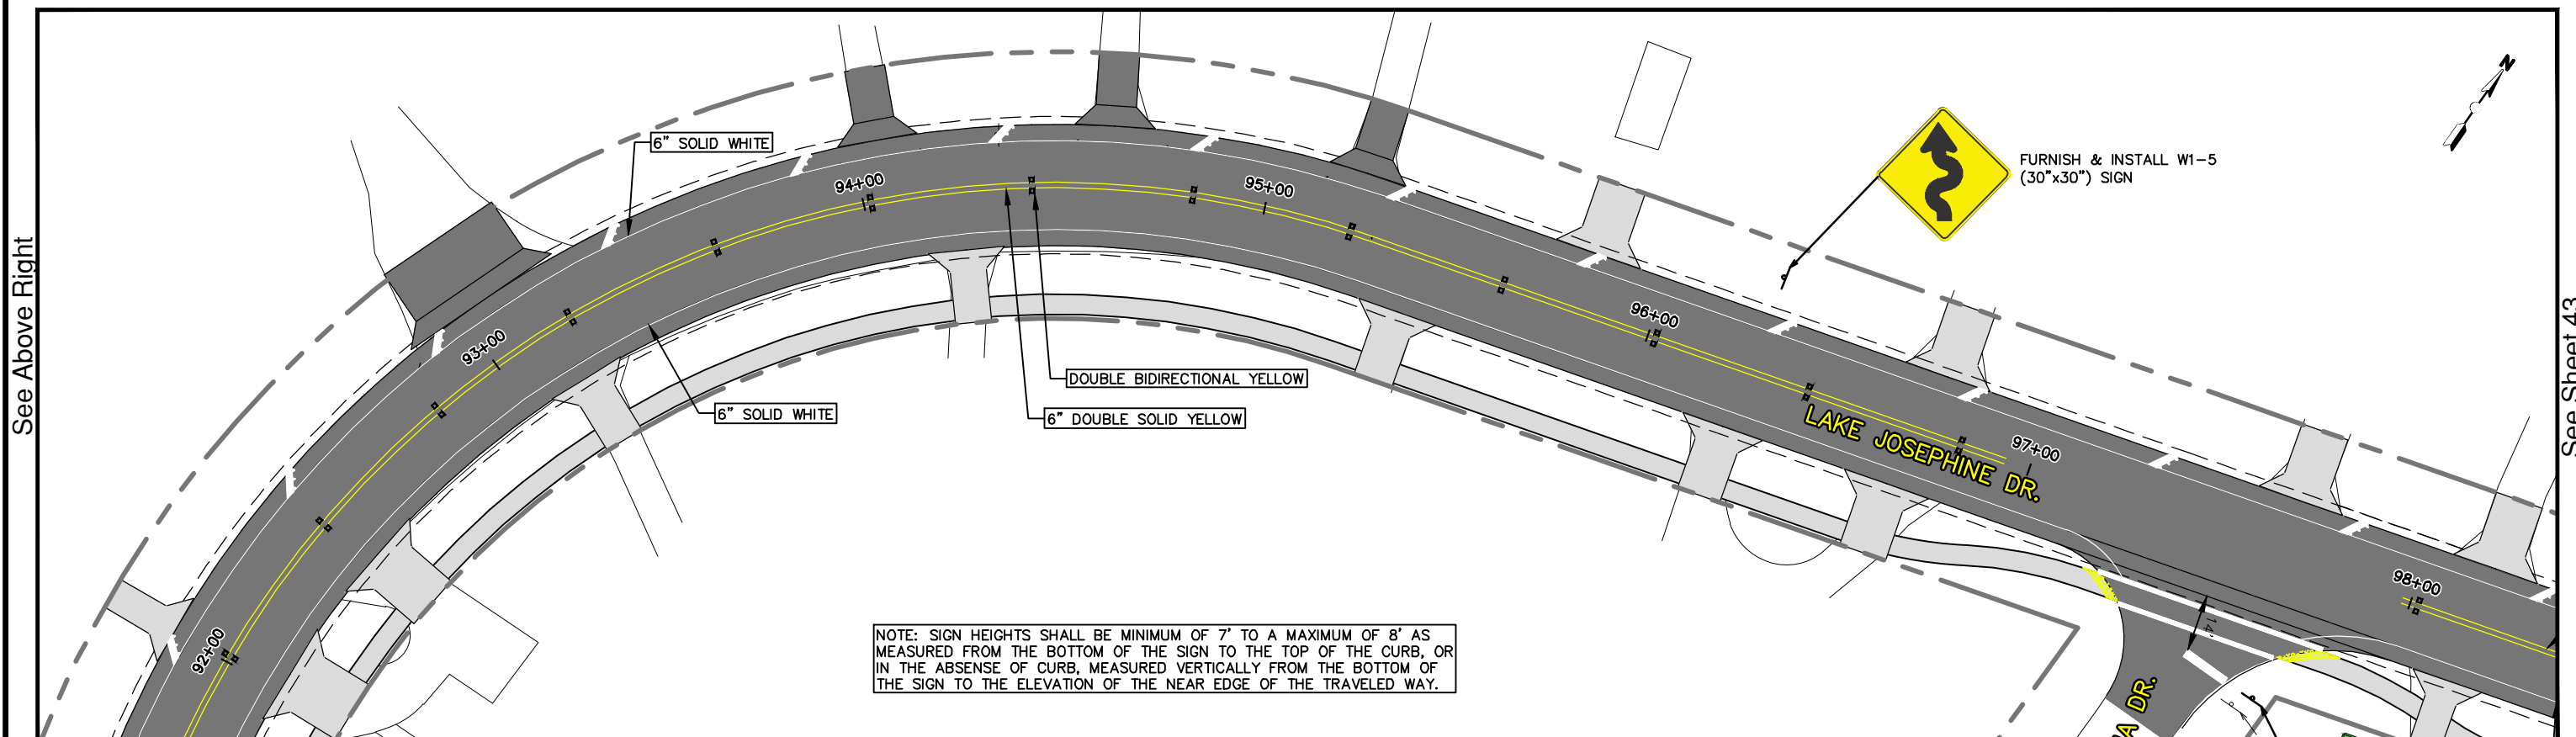 See Above Right
6" SOLID WHITE
94+00
95+00
FURNISH & INSTALL W1-5
(30"x30") SIGN
N
93+00
96+00
DOUBLE BIDIRECTIONAL YELLOW
6" SOLID WHITE
6" DOUBLE SOLID YELLOW
LAKE JOSEPHINE DR.
97+00
See Sheet 43
92+00
98+00
14'
NOTE: SIGN HEIGHTS SHALL BE MINIMUM OF 7' TO A MAXIMUM OF 8' AS
MEASURED FROM THE BOTTOM OF THE SIGN TO THE TOP OF THE CURB, OR
IN THE ABSENSE OF CURB, MEASURED VERTICALLY FROM THE BOTTOM OF
THE SIGN TO THE ELEVATION OF THE NEAR EDGE OF THE TRAVELED WAY.
DR.